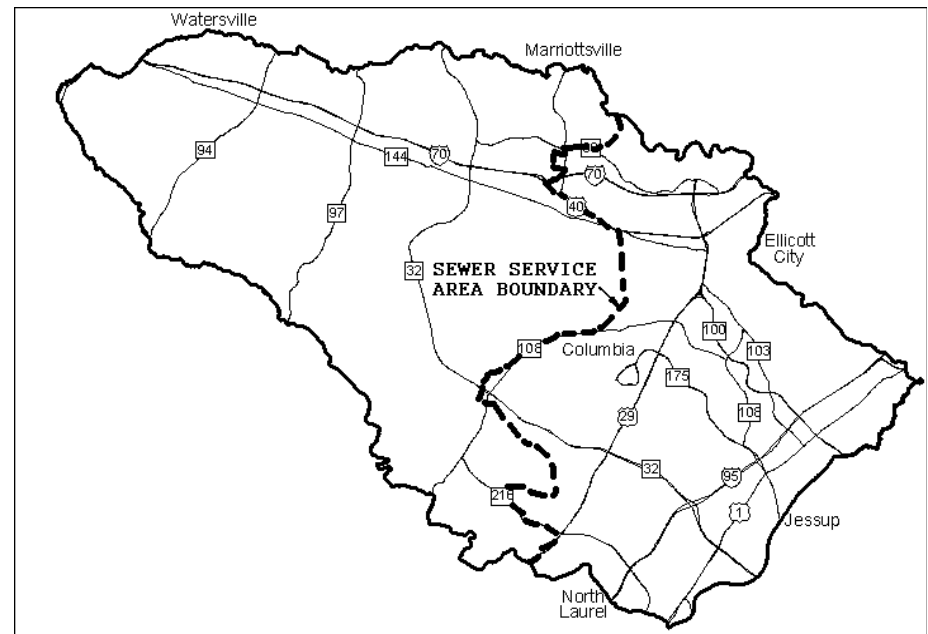 Watersville
Marriottsville
99
94
144
70
70
97
40
Ellicott
City
32
SEWER SERVICE
AREA BOUNDARY
108
Columbia
100
103
175
29
108
32
95
216
1
Jessup
North
Laurel